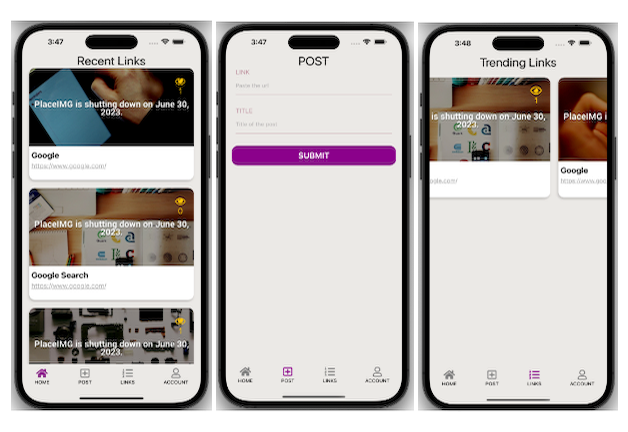 3:47
Recent Links
1
PlaceIMG is shutting down on June 30,
2023.
Google
https://www.google.com/
0
PlaceIMG is shutting down on June 30,
2023.
Google Search
https://www.google.com/
PlaceIMG is shutting down on June 30,
2023.
HOME
POST
LINKS
ACCOUNT
3:47
POST
LINK
Paste the url
TITLE
Title of the post
SUBMIT
HOME
POST
LINKS
ACCOUNT
3:48
Trending Links
1
is shutting down on June 30,
2023.
PlaceIMG i
.google.com/
Google
https://www.goo
HOME
POST
LINKS
ACCOUNT